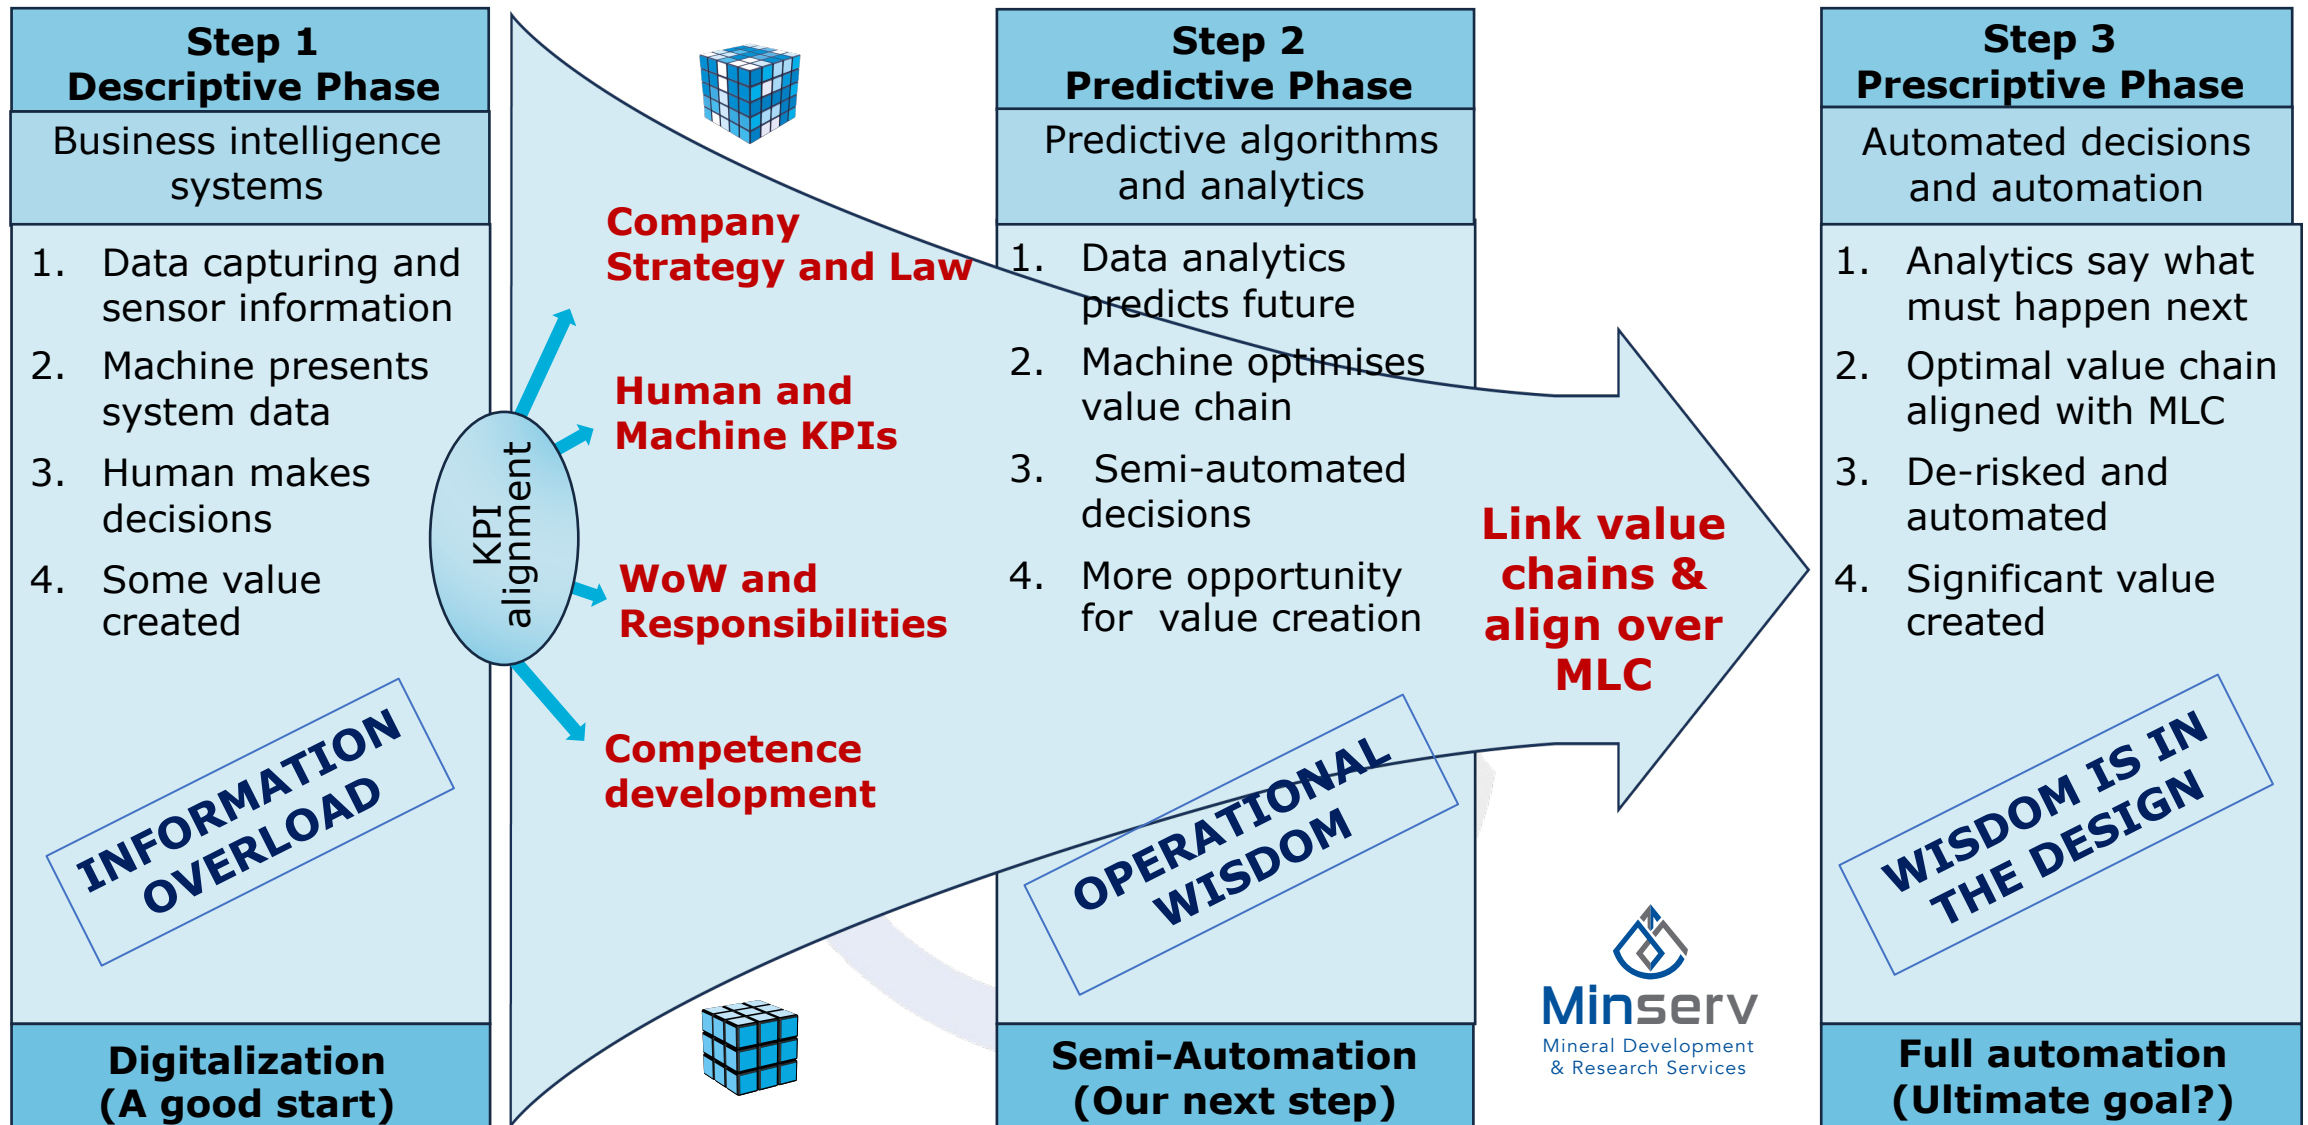 Step 1
Descriptive Phase
Business intelligence
systems
1. Data capturing and
sensor information
2. Machine presents
system data
3. Human makes
decisions
4. Some value
created
INFORMATION
OVERLOAD
Digitalization
(A good start)
KPI
alignment
Company
Strategy and Law
Human and
Machine KPIs
WoW and
Responsibilities
Competence
development
Step 2
Predictive Phase
Predictive algorithms
and analytics
1. Data analytics
predicts future
2. Machine optimises
value chain
3. Semi-automated
decisions
4. More opportunity
for value creation
OPERATIONAL
WISDOM
Semi-Automation
(Our next step)
Link value
chains &
align over
MLC
Minserv
Mineral Development
& Research Services
Step 3
Prescriptive Phase
Automated decisions
and automation
1. Analytics say what
must happen next
2. Optimal value chain
aligned with MLC
3. De-risked and
automated
4. Significant value
created
WISDOM IS IN
THE DESIGN
Full automation
(Ultimate goal?)